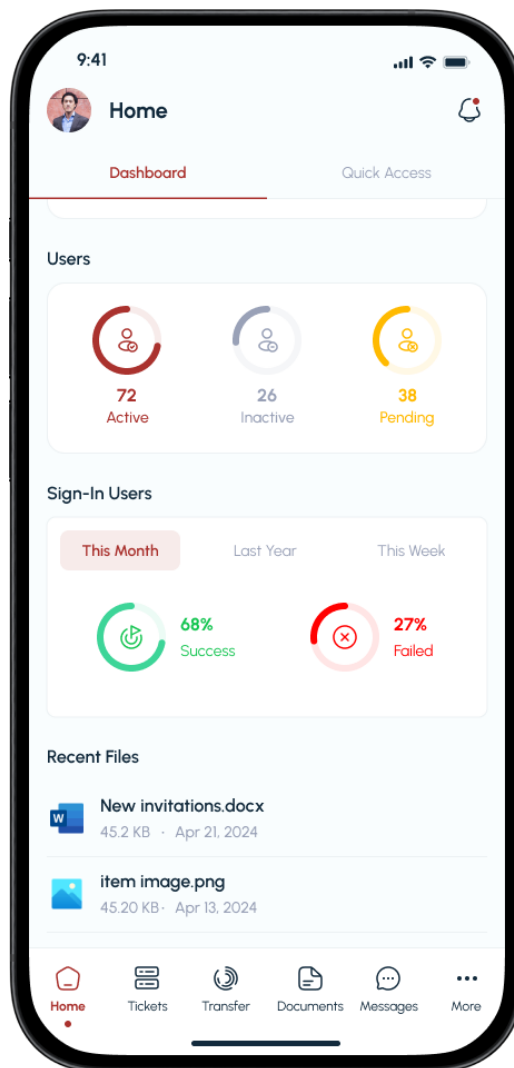 9:41
Home
Dashboard
Quick Access
Users
72
Active
26
Inactive
38
Pending
Sign-In Users
This Month
Last Year
This Week
68%
Success
27%
Failed
Recent Files
W
New invitations.docx
45.2 KB · Apr 21, 2024
item image.png
45.20 KB · Apr 13, 2024
Home
Tickets
Transfer
Documents
Messages
More